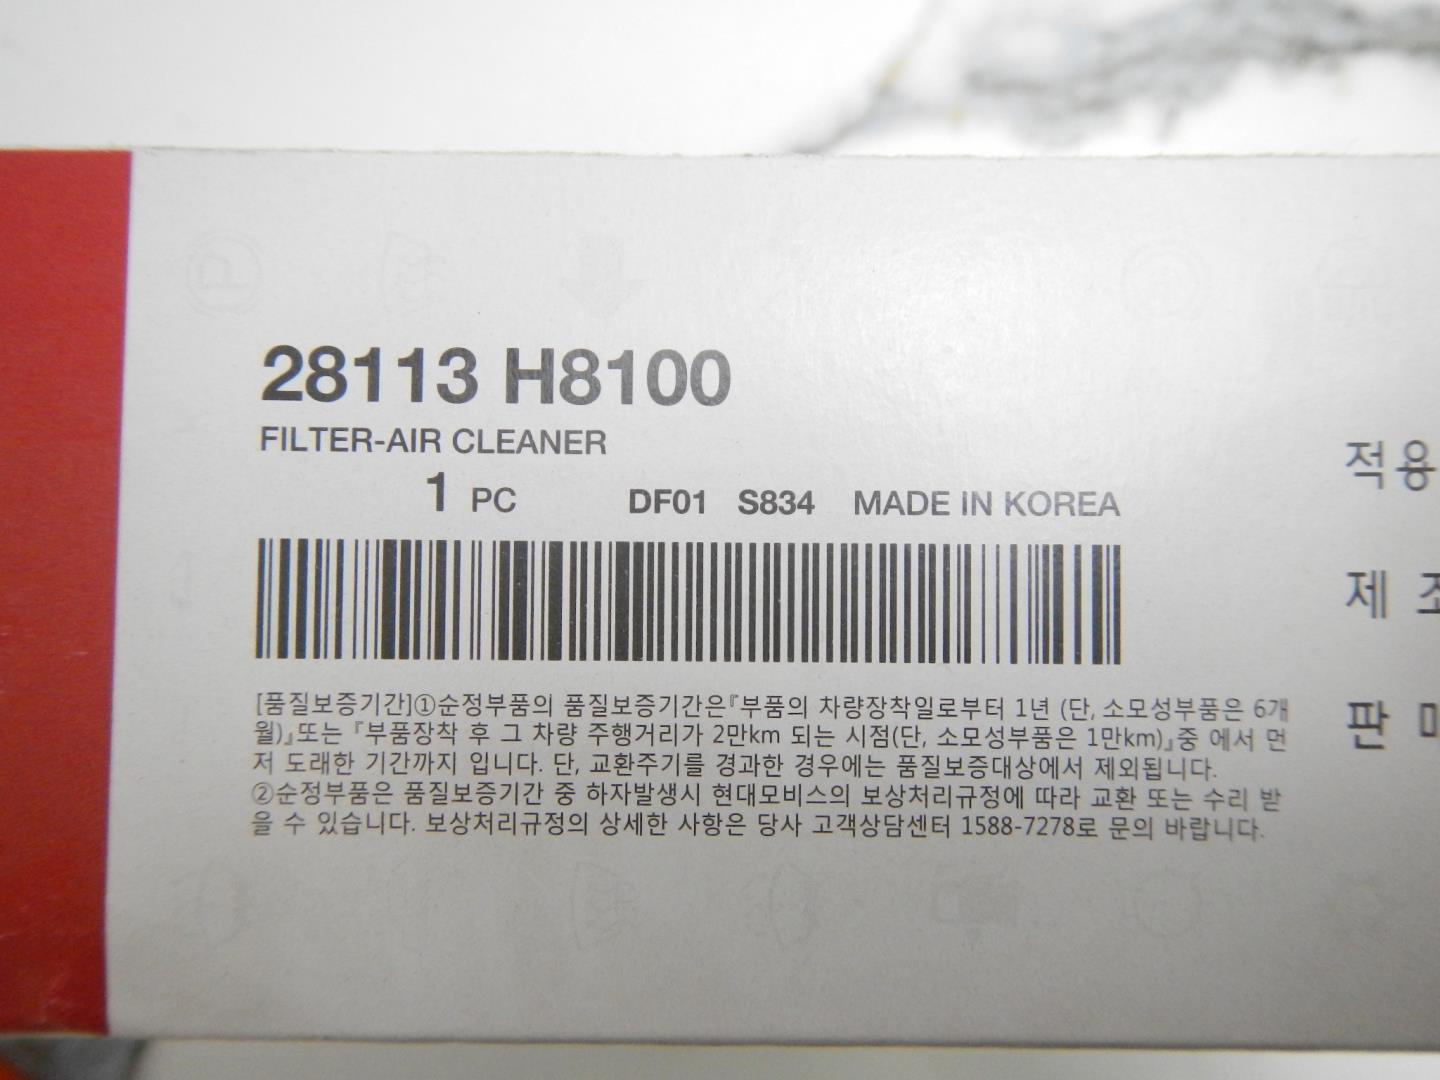 28113 H8100
FILTER-AIR CLEANER
1 PC DF01 S834 MADE IN KOREA
적용
제
판
[품질보증기간]①순정부품의 품질보증기간은『부품의 차량장착일로부터 1년 (단, 소모성부품은 6개
월)』또는 『부품장착 후 그 차량 주행거리가 2만km 되는 시점(단, 소모성부품은 1만km)』중 에서 먼
저 도래한 기간까지 입니다. 단, 교환주기를 경과한 경우에는 품질보증대상에서 제외됩니다.
②순정부품은 품질보증기간 중 하자발생시 현대모비스의 보상처리규정에 따라 교환 또는 수리 받
을 수 있습니다. 보상처리규정의 상세한 사항은 당사 고객상담센터 1588-7278로 문의 바랍니다.